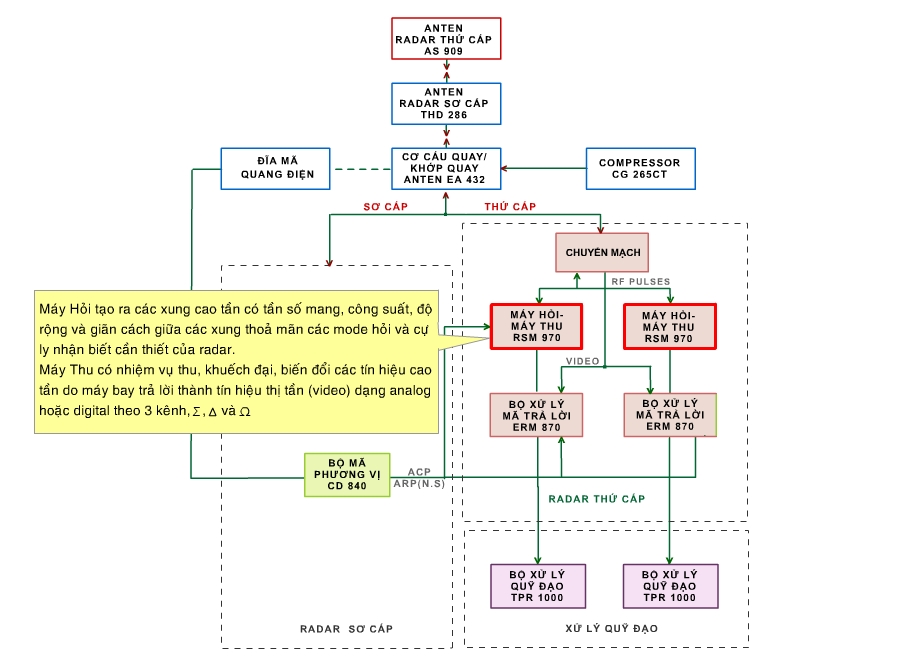 ANTEN
RADAR THỨ CẤP
AS 909
ANTEN
RADAR SƠ CẤP
THD 286
ĐĨA MÃ
QUANG ĐIỆN
CƠ CẤU QUAY/
KHỚP QUAY
ANTEN EA 432
COMPRESSOR
CG 265CT
SƠ CẤP
THỨ CẤP
CHUYỂN MẠCH
RF PULSES
Máy Hỏi tạo ra các xung cao tần có tần số mang, công suất, độ
rộng và giãn cách giữa các xung thoả mãn các mode hỏi và cự
ly nhận biết cần thiết của radar.
Máy Thu có nhiệm vụ thu, khuếch đại, biến đổi các tín hiệu cao
tần do máy bay trả lời thành tín hiệu thị tần (video) dạng analog
hoặc digital theo 3 kênh, Σ, Δ và Ω
MÁY HỎI-
MÁY THU
RSM 970
MÁY HỎI-
MÁY THU
RSM 970
VIDEO
BỘ XỬ LÝ
MÃ TRẢ LỜI
ERM 870
BỘ XỬ LÝ
MÃ TRẢ LỜI
ERM 870
BỘ MÃ
PHƯƠNG VỊ
CD 840
ACP
ARP(N.S)
RADAR THỨ CẤP
BỘ XỬ LÝ
QUỸ ĐẠO
TPR 1000
BỘ XỬ LÝ
QUỸ ĐẠO
TPR 1000
RADAR SƠ CẤP
XỬ LÝ QUỸ ĐẠO